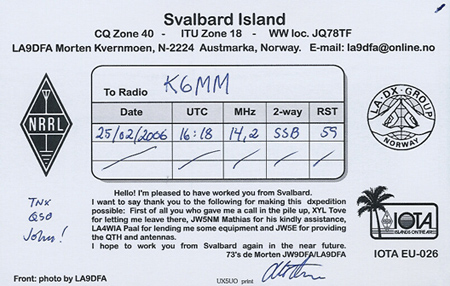 Svalbard Island
CQ Zone 40 - ITU Zone 18 - WW loc. JQ78TF
LA9DFA Morten Kvernmoen, N-2224 Austmarka, Norway. E-mail: la9dfa@online.no
To Radio K6MM
DATE UTC MHz 2-way RST
25/02/2006 16:18 14,2 SSB 59
NRRL
LA-DX-GROUP
NORWAY
TNX
QSO
John!
Hello! I'm pleased to have worked you from Svalbard.
I want to say thank you to the following for making this dxpedition
possible: First of all you who gave me a call in the pile up, XYL Tove
for letting me leave there, JW5NM Mathias for his kindly assistance,
LA4WIA Paal for lending me some equipment and JW5E for providing
the QTH and antennas.
I hope to work you from Svalbard again in the near future.
73's de Morten JW9DFA/LA9DFA
IOTA
ISLANDS ON THE AIR
IOTA EU-026
Front: photo by LA9DFA
UX5UO print